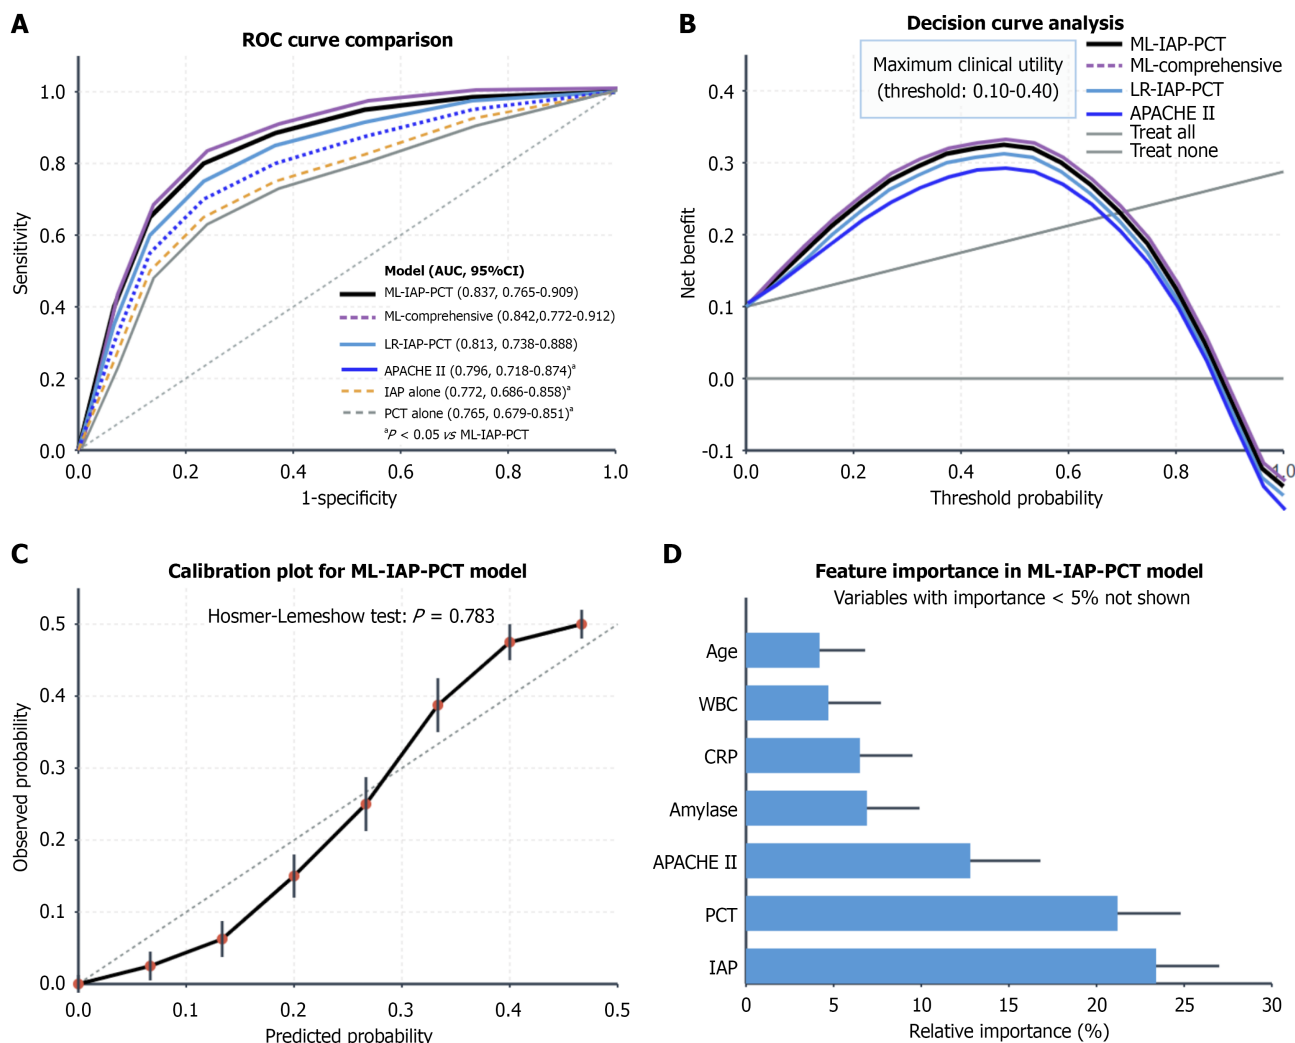 A
ROC curve comparison
1.0
0.8
0.6
0.4
0.2
0.0
Sensitivity
0.0 0.2 0.4 0.6 0.8 1.0
1-specificity
Model (AUC, 95%CI)
ML-IAP-PCT (0.837, 0.765-0.909)
ML-comprehensive (0.842,0.772-0.912)
LR-IAP-PCT (0.813, 0.738-0.888)
APACHE II (0.796, 0.718-0.874)ª
IAP alone (0.772, 0.686-0.858)ª
PCT alone (0.765, 0.679-0.851)ª
ªP < 0.05 vs ML-IAP-PCT
B
Decision curve analysis
Maximum clinical utility
(threshold: 0.10-0.40)
ML-IAP-PCT
ML-comprehensive
LR-IAP-PCT
APACHE II
Treat all
Treat none
0.4
0.3
0.2
0.1
0.0
-0.1
Net benefit
0.0 0.2 0.4 0.6 0.8 1.0
Threshold probability
C
Calibration plot for ML-IAP-PCT model
Hosmer-Lemeshow test: P = 0.783
0.5
0.4
0.3
0.2
0.1
0.0
Observed probability
0.0 0.1 0.2 0.3 0.4 0.5
Predicted probability
D
Feature importance in ML-IAP-PCT model
Variables with importance < 5% not shown
Age
WBC
CRP
Amylase
APACHE II
PCT
IAP
0 5 10 15 20 25 30
Relative importance (%)